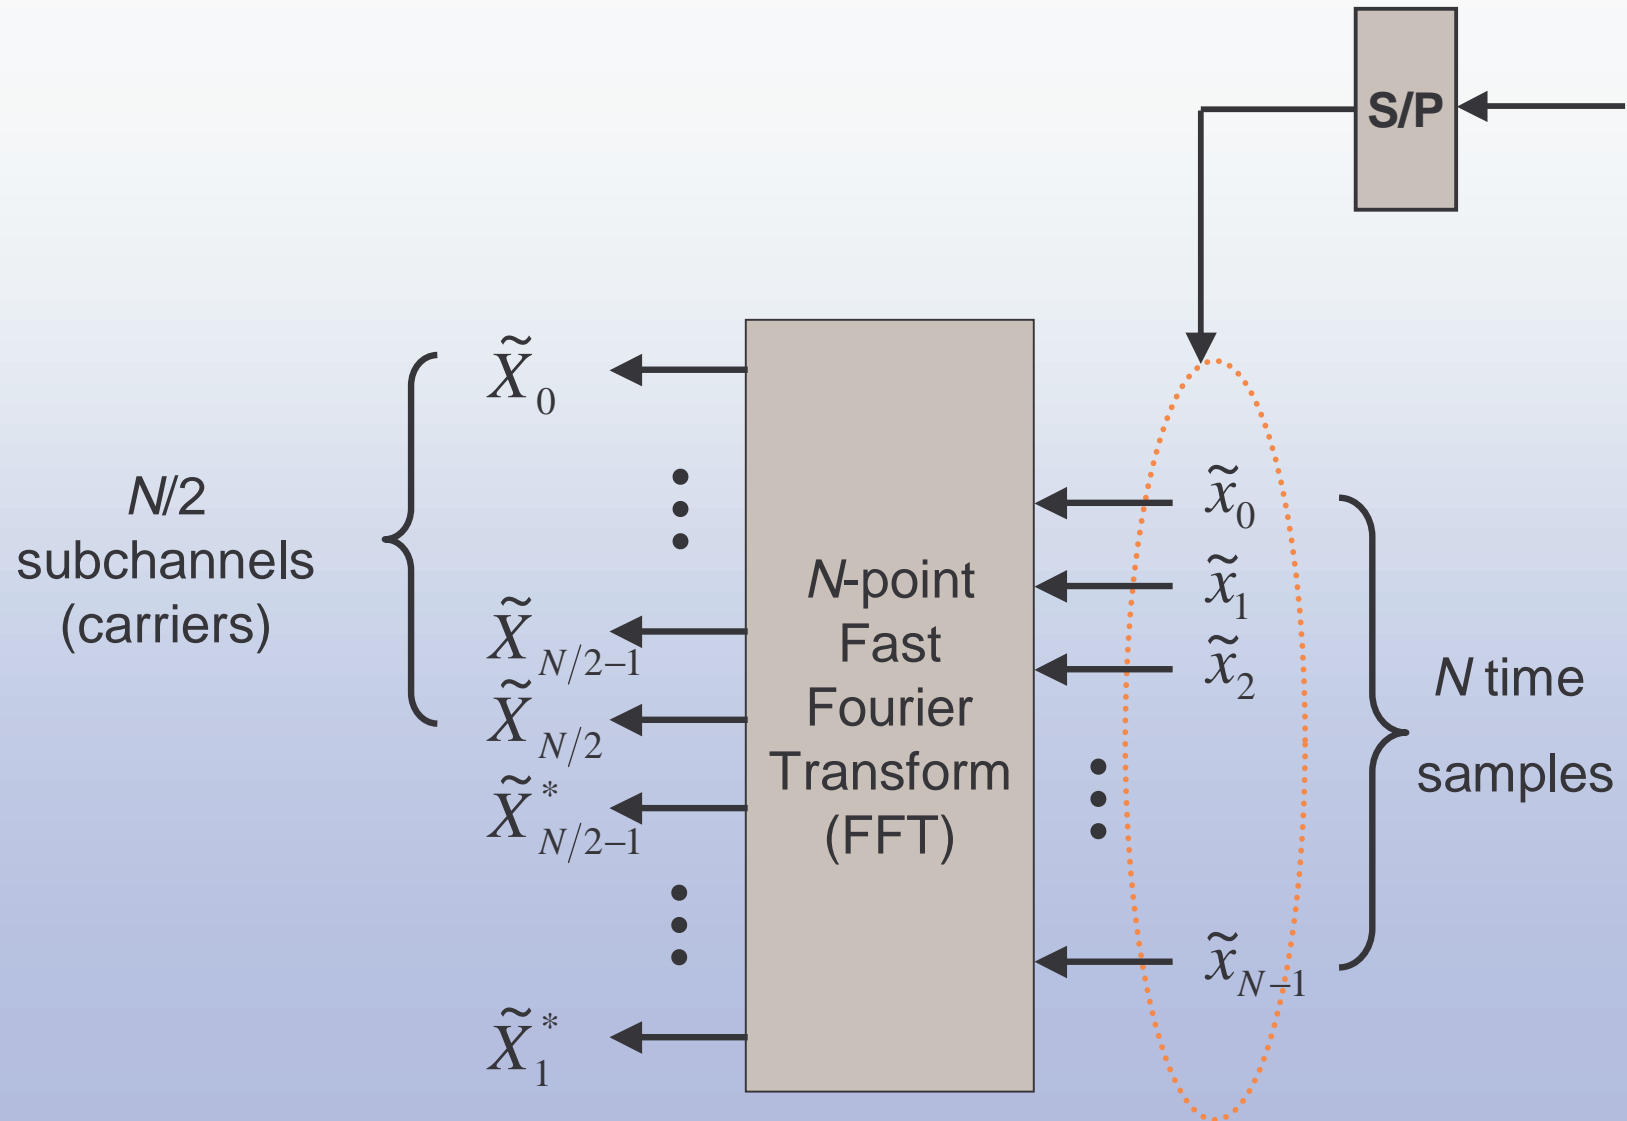 S/P
X̃₀
N/2
subchannels
(carriers)
X̃_{N/2−1}
X̃_{N/2}
X̃*_{N/2−1}
X̃*₁
N-point
Fast
Fourier
Transform
(FFT)
x̃₀
x̃₁
x̃₂
x̃_{N−1}
N time
samples